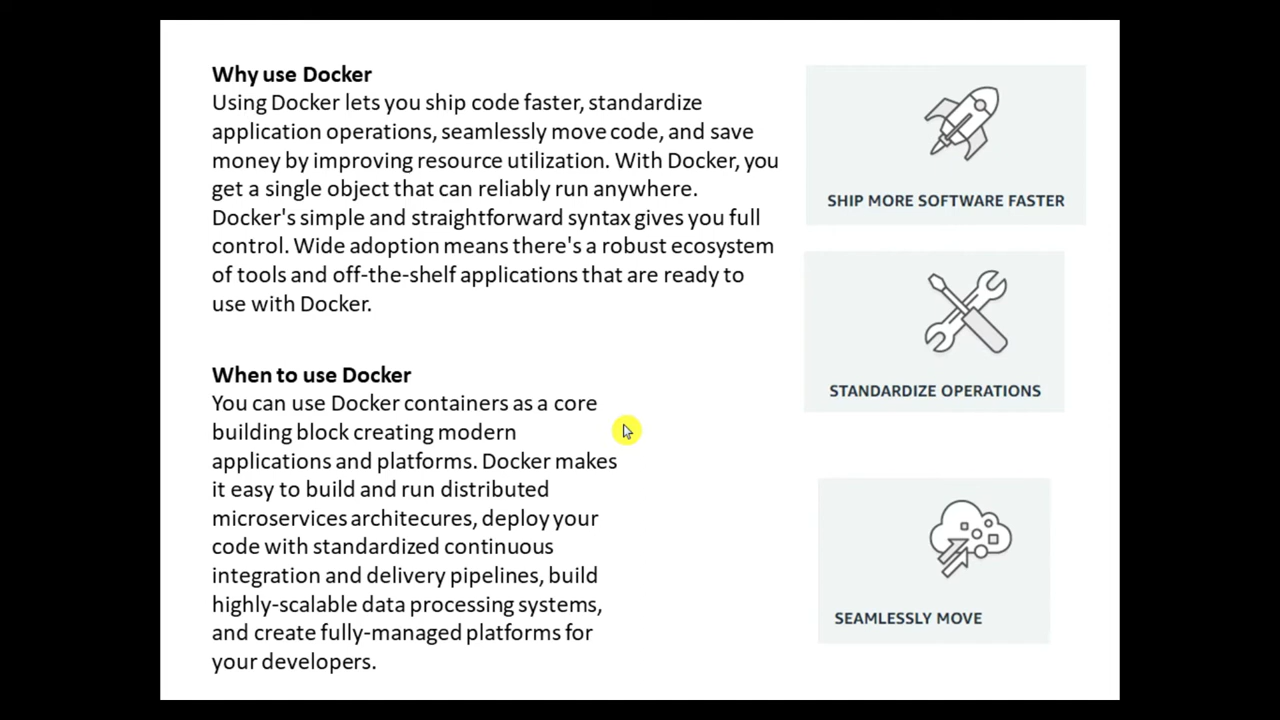 Why use Docker
Using Docker lets you ship code faster, standardize
application operations, seamlessly move code, and save
money by improving resource utilization. With Docker, you
get a single object that can reliably run anywhere.
Docker's simple and straightforward syntax gives you full
control. Wide adoption means there's a robust ecosystem
of tools and off-the-shelf applications that are ready to
use with Docker.
When to use Docker
You can use Docker containers as a core
building block creating modern
applications and platforms. Docker makes
it easy to build and run distributed
microservices architecures, deploy your
code with standardized continuous
integration and delivery pipelines, build
highly-scalable data processing systems,
and create fully-managed platforms for
your developers.
SHIP MORE SOFTWARE FASTER
STANDARDIZE OPERATIONS
SEAMLESSLY MOVE